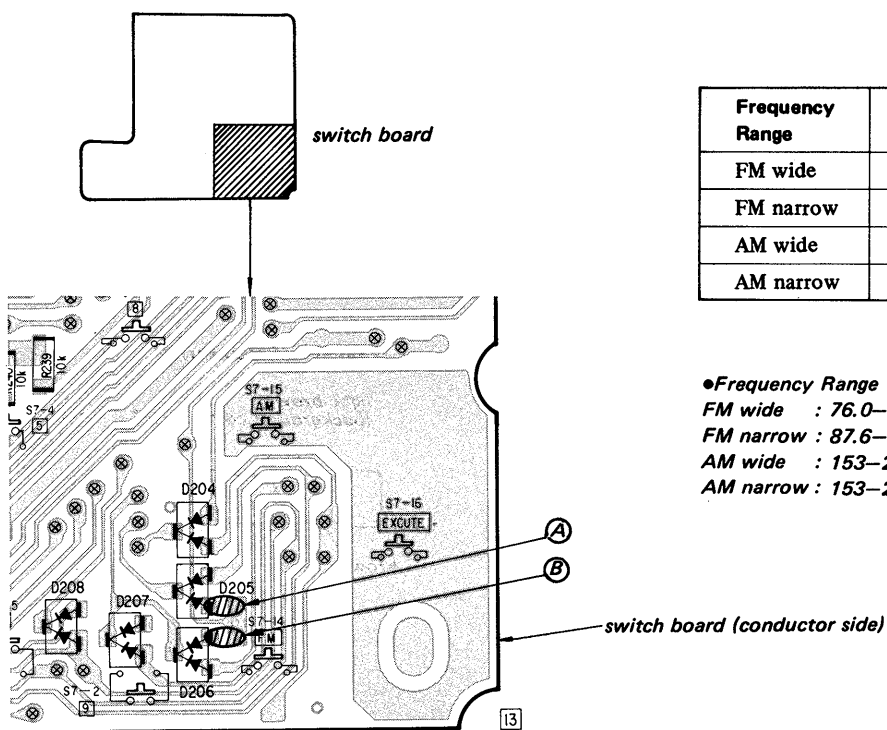 switch board
Frequency
Range
FM wide
FM narrow
AM wide
AM narrow
●Frequency Range
FM wide : 76.0–
FM narrow : 87.6–
AM wide : 153–2
AM narrow : 153–2
8
R239
10k
10k
S7-4
5
S7-15
AM
D204
S7-16
EXCUTE
A
B
D205
D208
D207
S7-14
FM
switch board (conductor side)
D206
S7-2
9
13